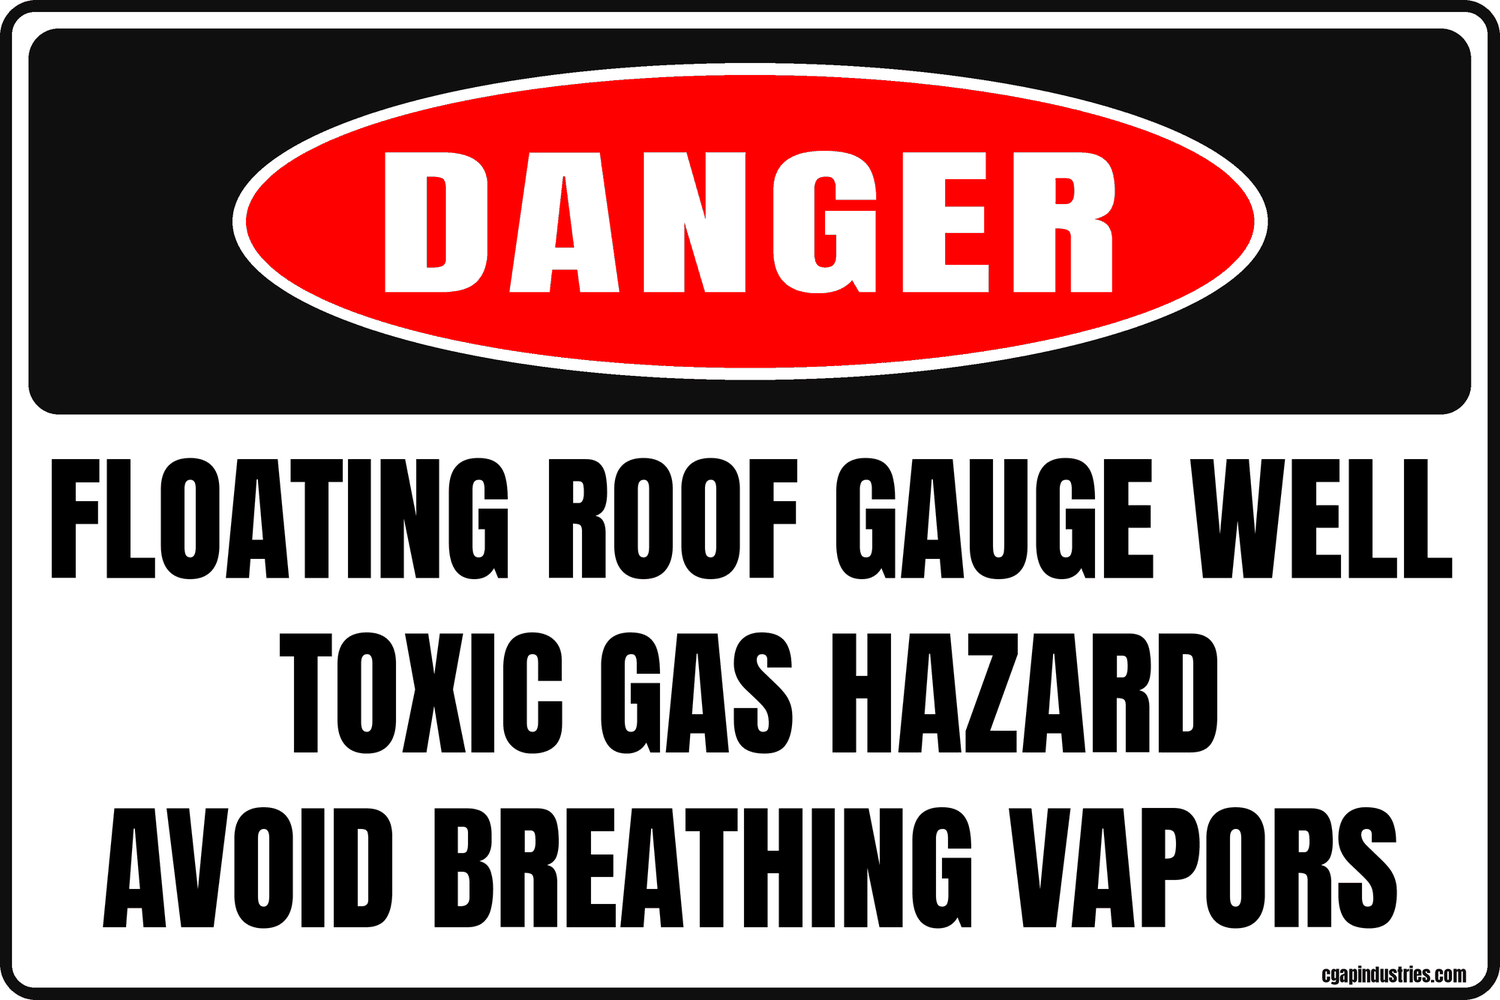 DANGER
FLOATING ROOF GAUGE WELL
TOXIC GAS HAZARD
AVOID BREATHING VAPORS
cgapindustries.com